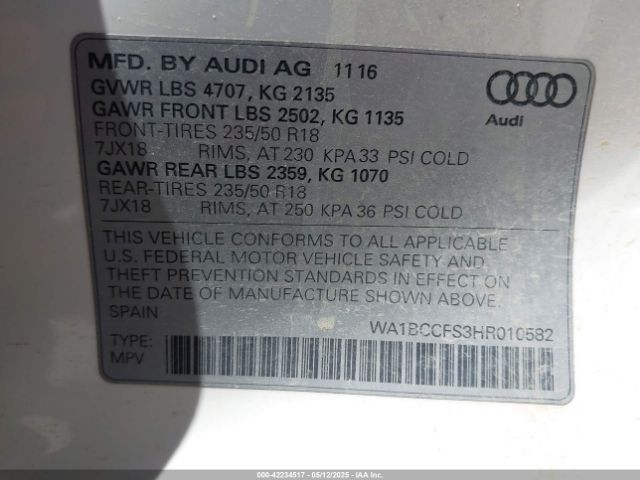 MFD. BY AUDI AG 11 16
GVWR LBS 4707, KG 2135
GAWR FRONT LBS 2502, KG 1135
FRONT-TIRES 235/50 R18
7JX18 RIMS, AT 230 KPA 33 PSI COLD
GAWR REAR LBS 2359, KG 1070
REAR-TIRES 235/50 R18
7JX18 RIMS, AT 250 KPA 36 PSI COLD
Audi
THIS VEHICLE CONFORMS TO ALL APPLICABLE
U.S. FEDERAL MOTOR VEHICLE SAFETY AND
THEFT PREVENTION STANDARDS IN EFFECT ON
THE DATE OF MANUFACTURE SHOWN ABOVE.
SPAIN
WA1BCCFS3HR010582
TYPE:
MPV
000-42234517 - 05/12/2025 - IAA Inc.